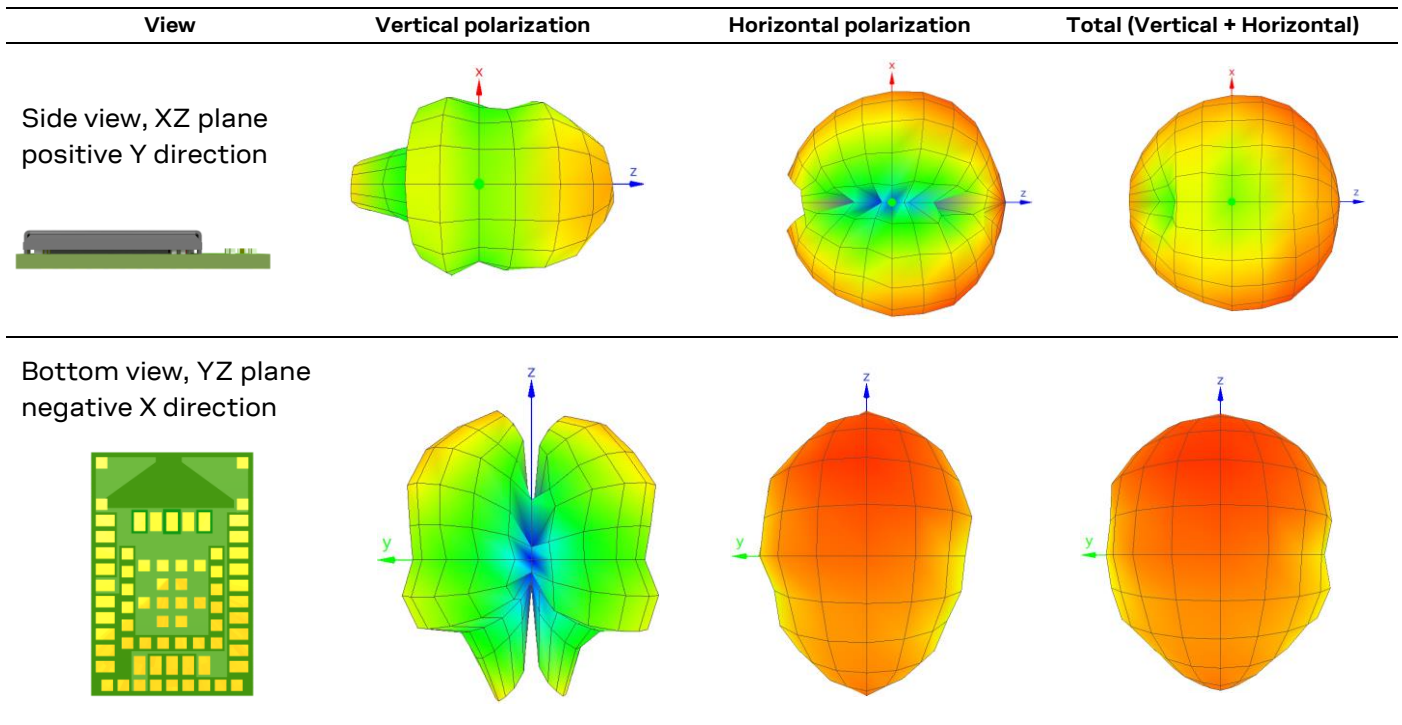 View Vertical polarization Horizontal polarization Total (Vertical + Horizontal)
Side view, XZ plane
positive Y direction
x
z
x
z
x
z
Bottom view, YZ plane
negative X direction
z
y
z
y
z
y